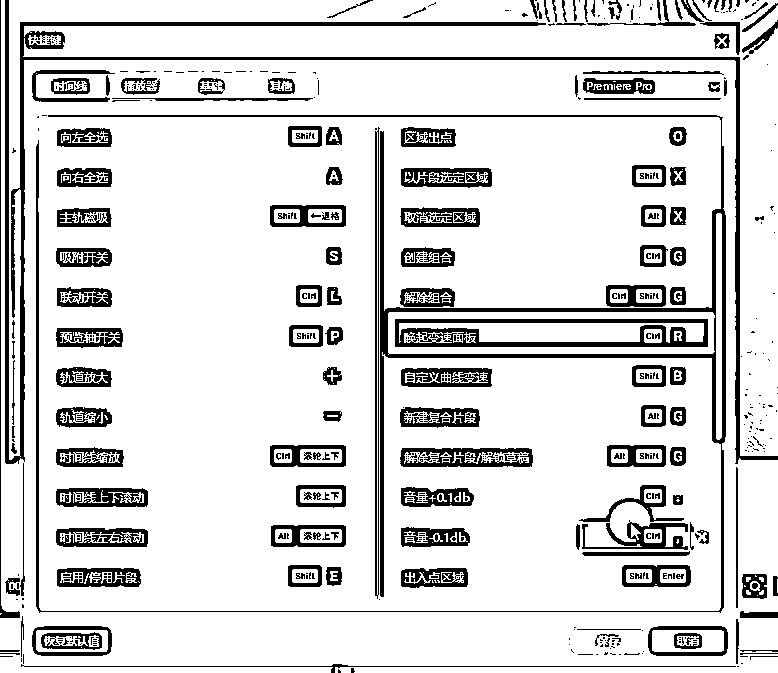 快捷键
时间线 播放器 基础 其他 Premiere Pro
向左全选 Shift A
向右全选 A
主轨磁吸 Shift ←退格
吸附开关 S
联动开关 Ctrl L
预览轴开关 Shift P
轨道放大 +
轨道缩小 -
时间线缩放 Ctrl 滚轮上下
时间线上下滚动 滚轮上下
时间线左右滚动 Alt 滚轮上下
启用/停用片段 Shift E
区域出点 O
以片段选定区域 Shift X
取消选定区域 Alt X
创建组合 Ctrl G
解除组合 Ctrl Shift G
唤起变速面板 Ctrl R
自定义曲线变速 Shift B
新建复合片段 Alt G
解除复合片段/解锁草稿 Alt Shift G
音量+0.1db Ctrl
音量-0.1db Ctrl
出入点区域 Shift Enter
恢复默认值 保存 取消